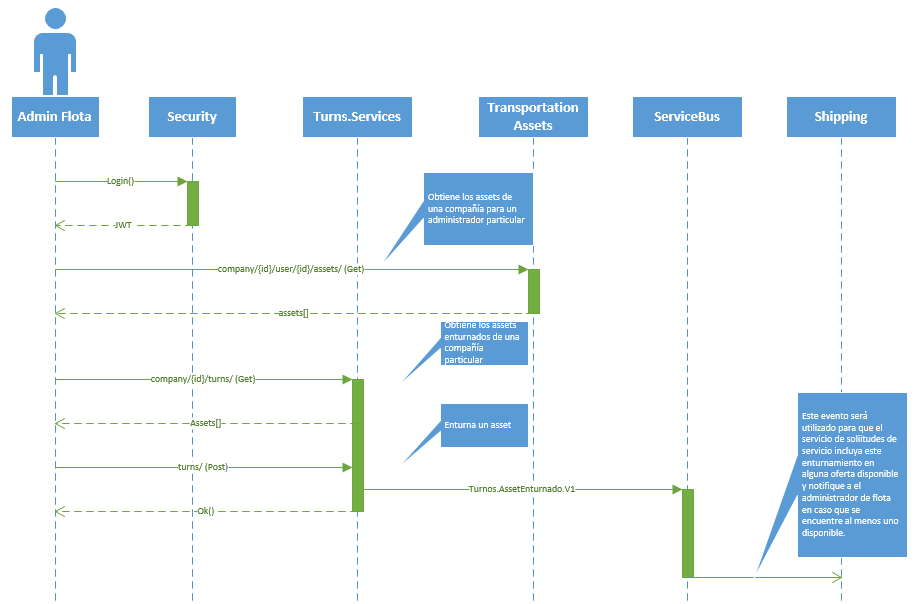 Admin Flota
Security
Turns.Services
Transportation
Assets
ServiceBus
Shipping
Login()
JWT
Obtiene los assets de
una compañía para un
administrador particular
company/{id}/user/{id}/assets/ (Get)
assets[]
Obtiene los assets
enturnados de una
compañía
particular
company/{id}/turns/ (Get)
Assets[]
Enturna un asset
turns/ (Post)
Turnos.AssetEnturnado.V1
Ok()
Este evento será
utilizado para que el
servicio de soliitudes de
servicio incluya este
enturnamiento en
alguna oferta disponible
y notifique a el
administrador de flota
en caso que se
encuentre al menos uno
disponible.